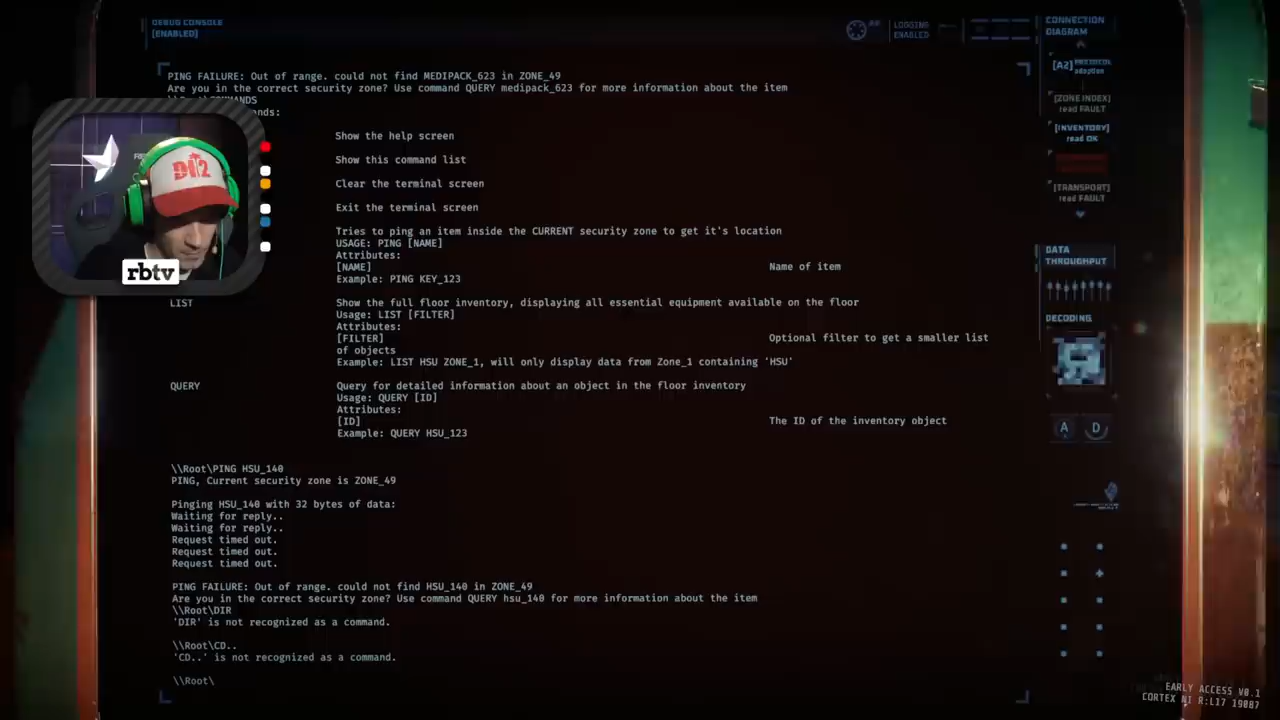 DEBUG CONSOLE
[ENABLED]
LOGGING
ENABLED
CONNECTION
DIAGRAM
PING FAILURE: Out of range. could not find MEDIPACK_623 in ZONE_49
Are you in the correct security zone? Use command QUERY medipack_623 for more information about the item
\\Root\COMMANDS
Show the help screen
Show this command list
Clear the terminal screen
Exit the terminal screen
Tries to ping an item inside the CURRENT security zone to get it's location
USAGE: PING [NAME]
Attributes:
[NAME] Name of item
Example: PING KEY_123
LIST Show the full floor inventory, displaying all essential equipment available on the floor
Usage: LIST [FILTER]
Attributes:
[FILTER] Optional filter to get a smaller list
of objects
Example: LIST HSU ZONE_1, will only display data from Zone_1 containing 'HSU'
QUERY Query for detailed information about an object in the floor inventory
Usage: QUERY [ID]
Attributes:
[ID] The ID of the inventory object
Example: QUERY HSU_123
\\Root\PING HSU_140
PING, Current security zone is ZONE_49
Pinging HSU_140 with 32 bytes of data:
Waiting for reply..
Waiting for reply..
Request timed out.
Request timed out.
Request timed out.
PING FAILURE: Out of range. could not find HSU_140 in ZONE_49
Are you in the correct security zone? Use command QUERY hsu_140 for more information about the item
\\Root\DIR
'DIR' is not recognized as a command.
\\Root\CD..
'CD..' is not recognized as a command.
\\Root\
[A2]
adaption
[ZONE INDEX]
read FAULT
[INVENTORY]
read OK
[TRANSPORT]
read FAULT
DATA
THROUGHPUT
DECODING
A D
EARLY ACCESS V0.1
CORTEX NI R:L17 19087
rbtv